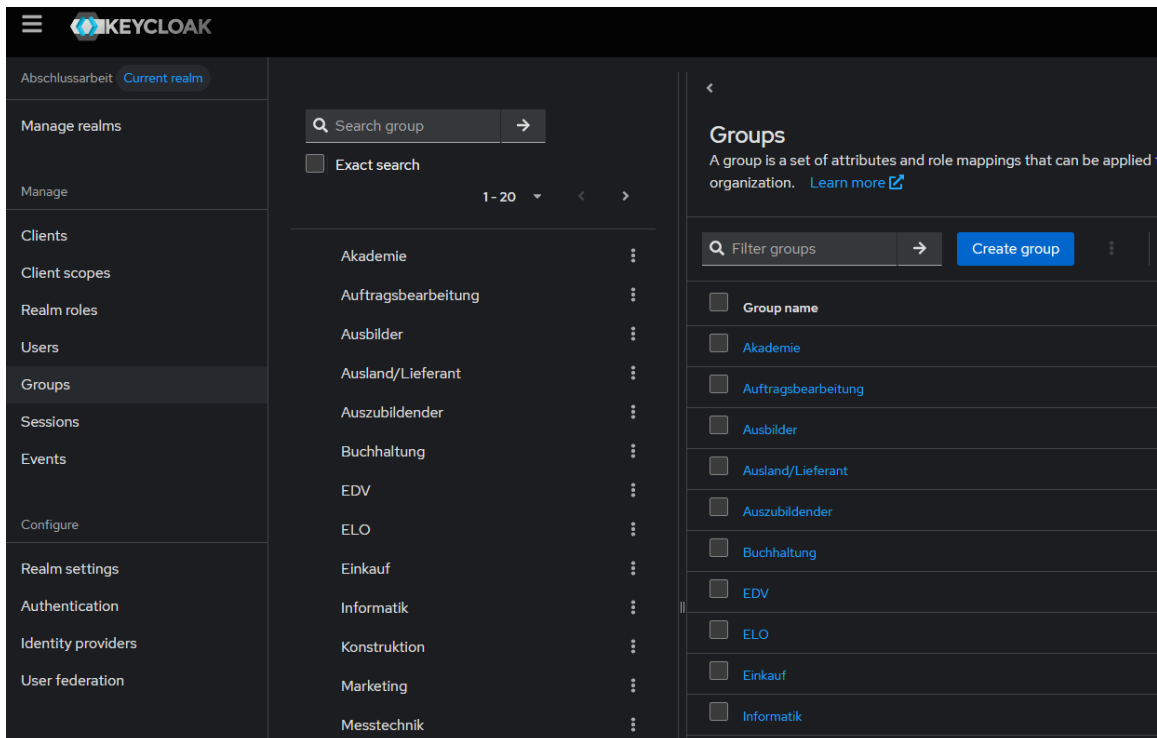 KEYCLOAK
Abschlussarbeit Current realm
Manage realms
Manage
Clients
Client scopes
Realm roles
Users
Groups
Sessions
Events
Configure
Realm settings
Authentication
Identity providers
User federation
Search group
Exact search
1 - 20
Akademie
Auftragsbearbeitung
Ausbilder
Ausland/Lieferant
Auszubildender
Buchhaltung
EDV
ELO
Einkauf
Informatik
Konstruktion
Marketing
Messtechnik
Groups
A group is a set of attributes and role mappings that can be applied
organization. Learn more
Filter groups
Create group
Group name
Akademie
Auftragsbearbeitung
Ausbilder
Ausland/Lieferant
Auszubildender
Buchhaltung
EDV
ELO
Einkauf
Informatik